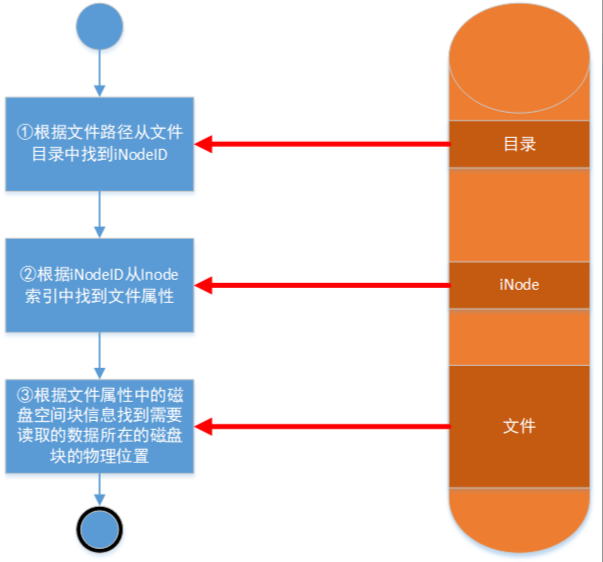 ①根据文件路径从文件
目录中找到iNodeID
目录
②根据iNodeID从Inode
索引中找到文件属性
iNode
③根据文件属性中的磁
盘空间块信息找到需要
读取的数据所在的磁盘
块的物理位置
文件